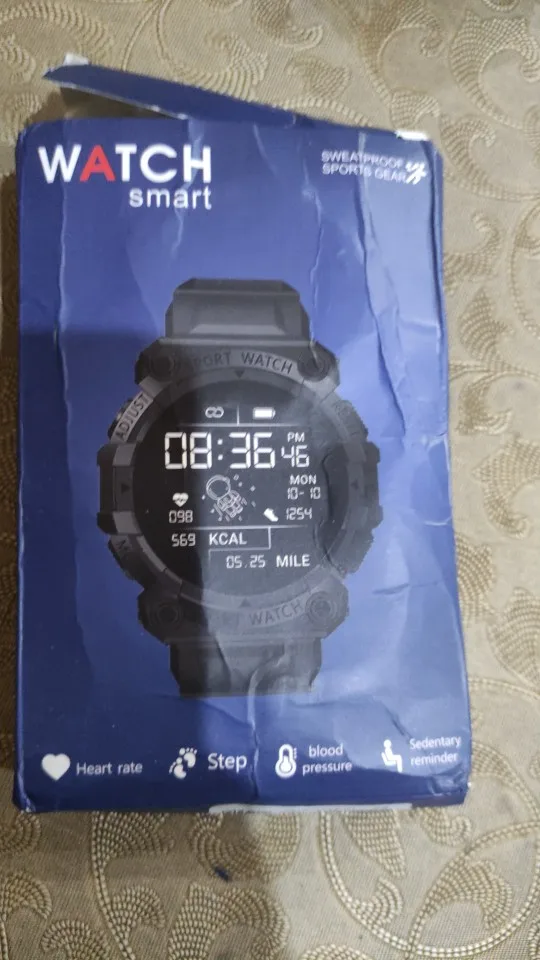 WATCH
smart
SWEATPROOF
SPORTS GEAR
SPORT WATCH
ADJUST
08:36 PM
46
MON
10-10
098
1254
569 KCAL
05.25 MILE
WATCH
Heart rate
Step
blood
pressure
Sedentary
reminder